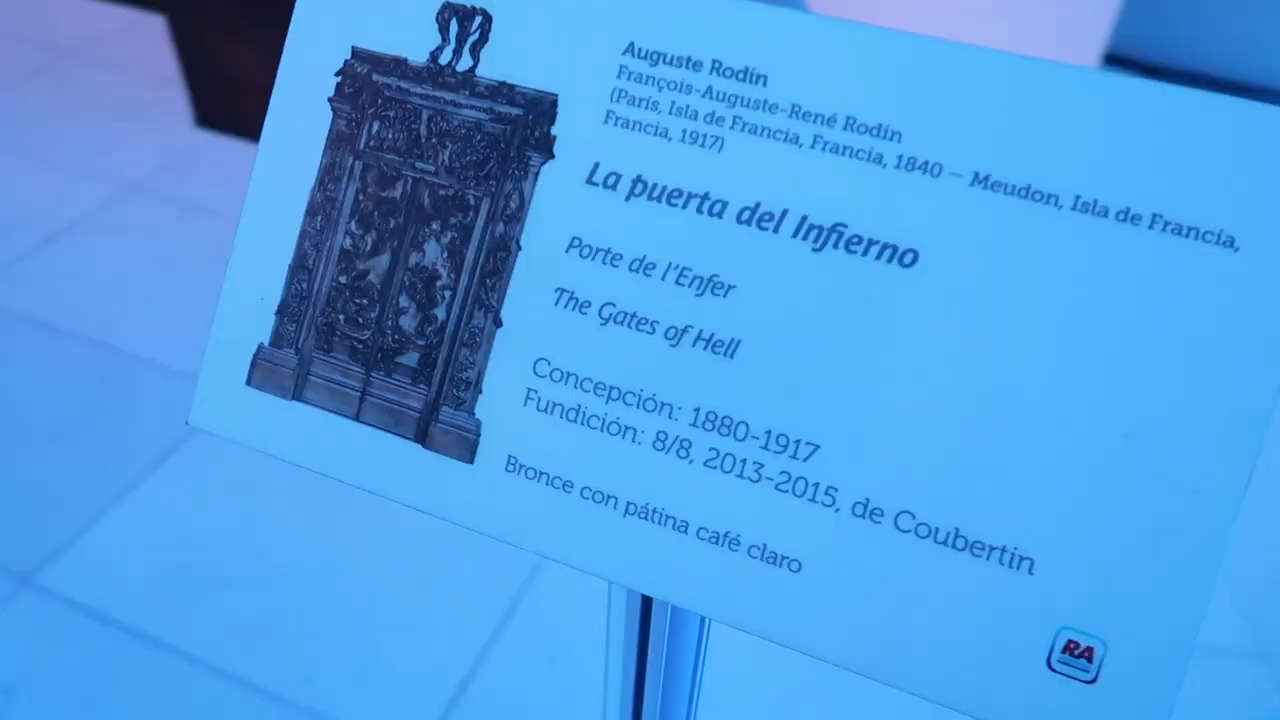 Auguste Rodin
François-Auguste-René Rodin
(París, Isla de Francia, Francia, 1840 – Meudon, Isla de Francia,
Francia, 1917)
La puerta del Infierno
Porte de l'Enfer
The Gates of Hell
Concepción: 1880-1917
Fundición: 8/8, 2013-2015, de Coubertin
Bronce con pátina café claro
RA